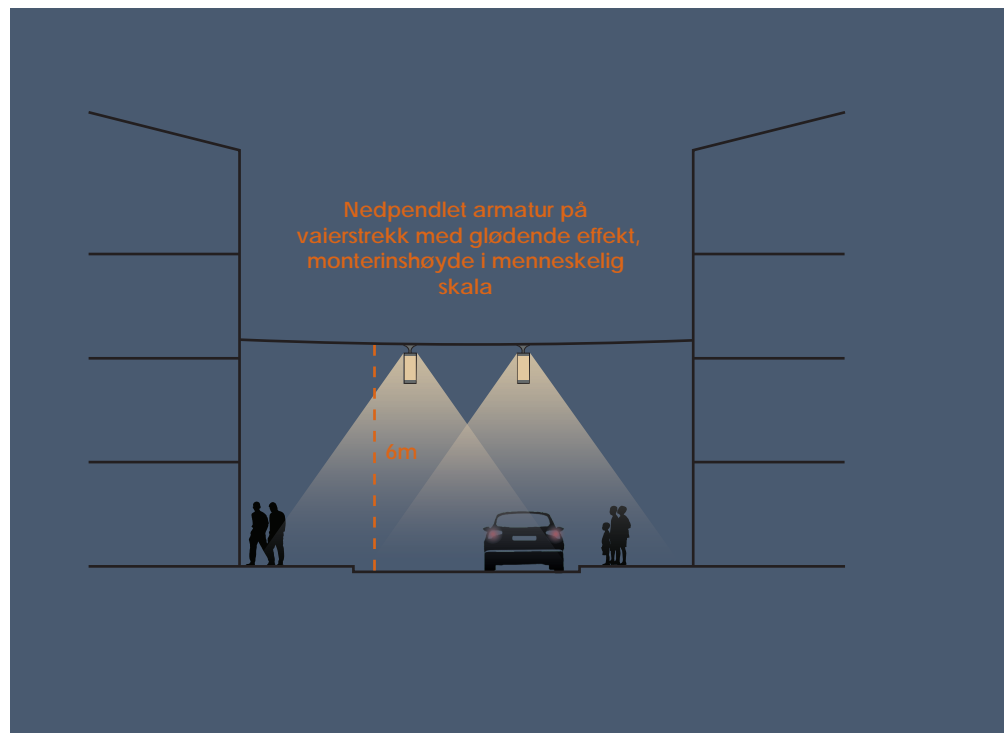 Nedpendlet armatur på
vaierstrekk med glødende effekt,
monterinshøyde i menneskelig
skala
6m